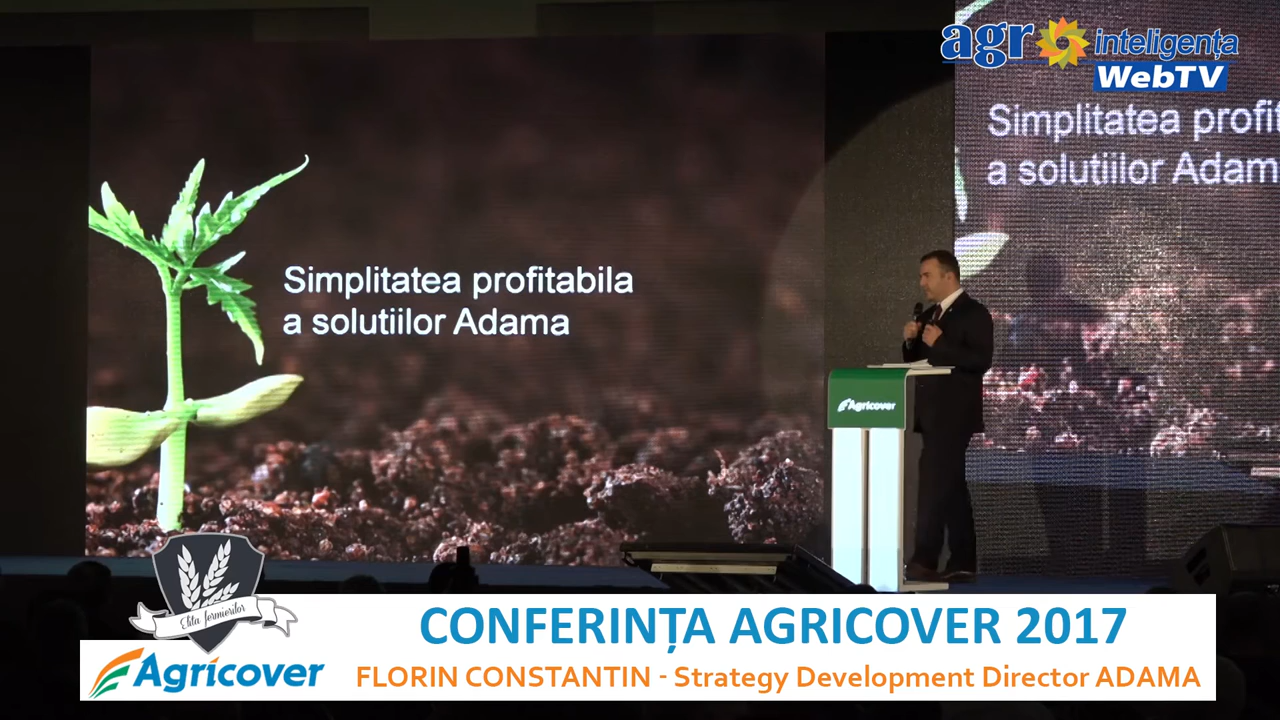 agr inteligența
WebTV
Simplitatea profitabila
a solutiilor Adama
Simplitatea profit
a solutiilor Adam
Agricover
Elita fermierilor
Agricover
CONFERINȚA AGRICOVER 2017
FLORIN CONSTANTIN - Strategy Development Director ADAMA